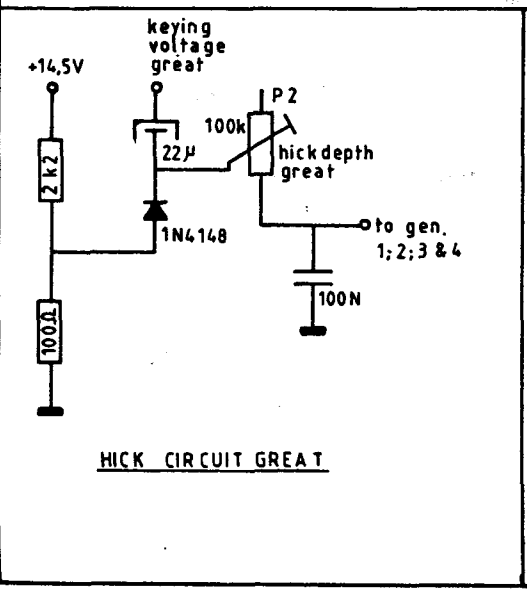 keying
voltage
great
+14,5V
P2
100k
22µ
hickdepth
great
2k2
1N4148
to gen.
1;2;3 & 4
100N
100Ω
HICK CIRCUIT GREAT